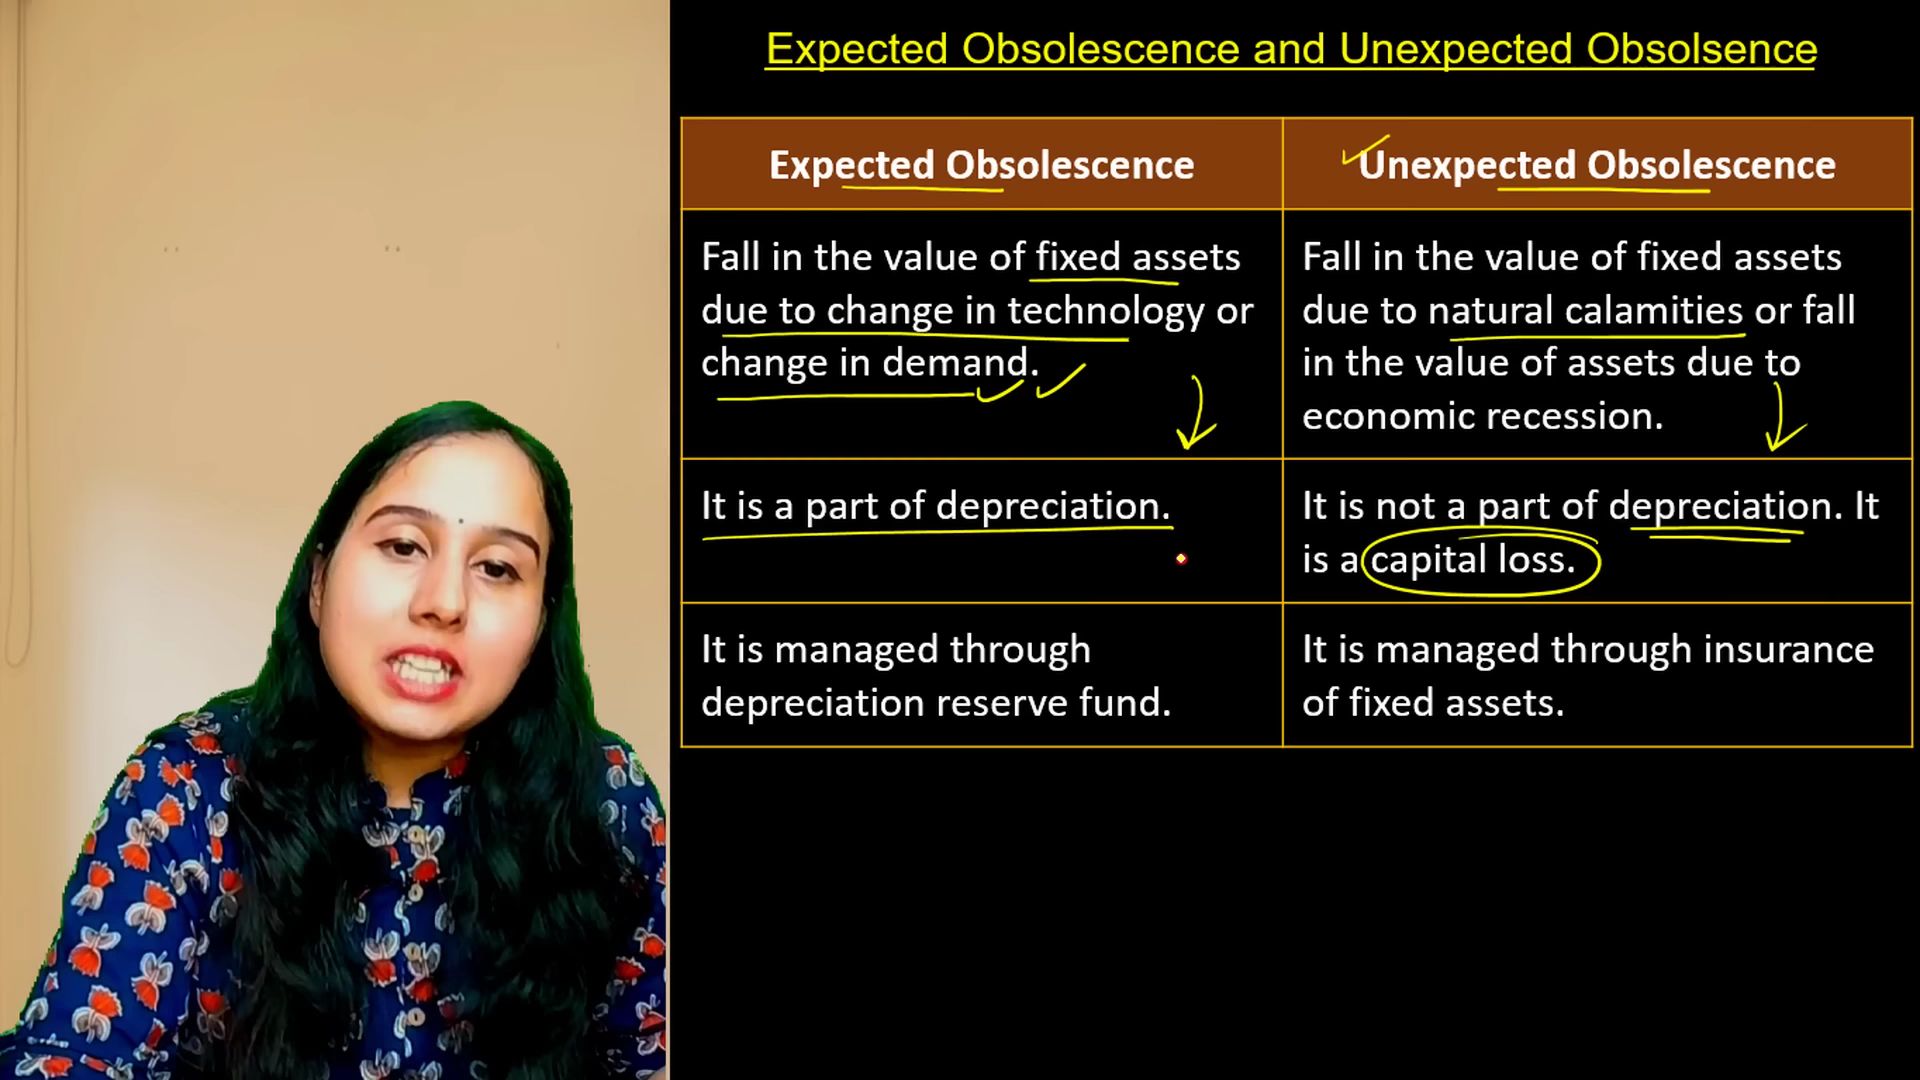 Expected Obsolescence and Unexpected Obsolsence
Expected Obsolescence
Unexpected Obsolescence
Fall in the value of fixed assets
due to change in technology or
change in demand.
Fall in the value of fixed assets
due to natural calamities or fall
in the value of assets due to
economic recession.
It is a part of depreciation.
It is not a part of depreciation. It
is a capital loss.
It is managed through
depreciation reserve fund.
It is managed through insurance
of fixed assets.